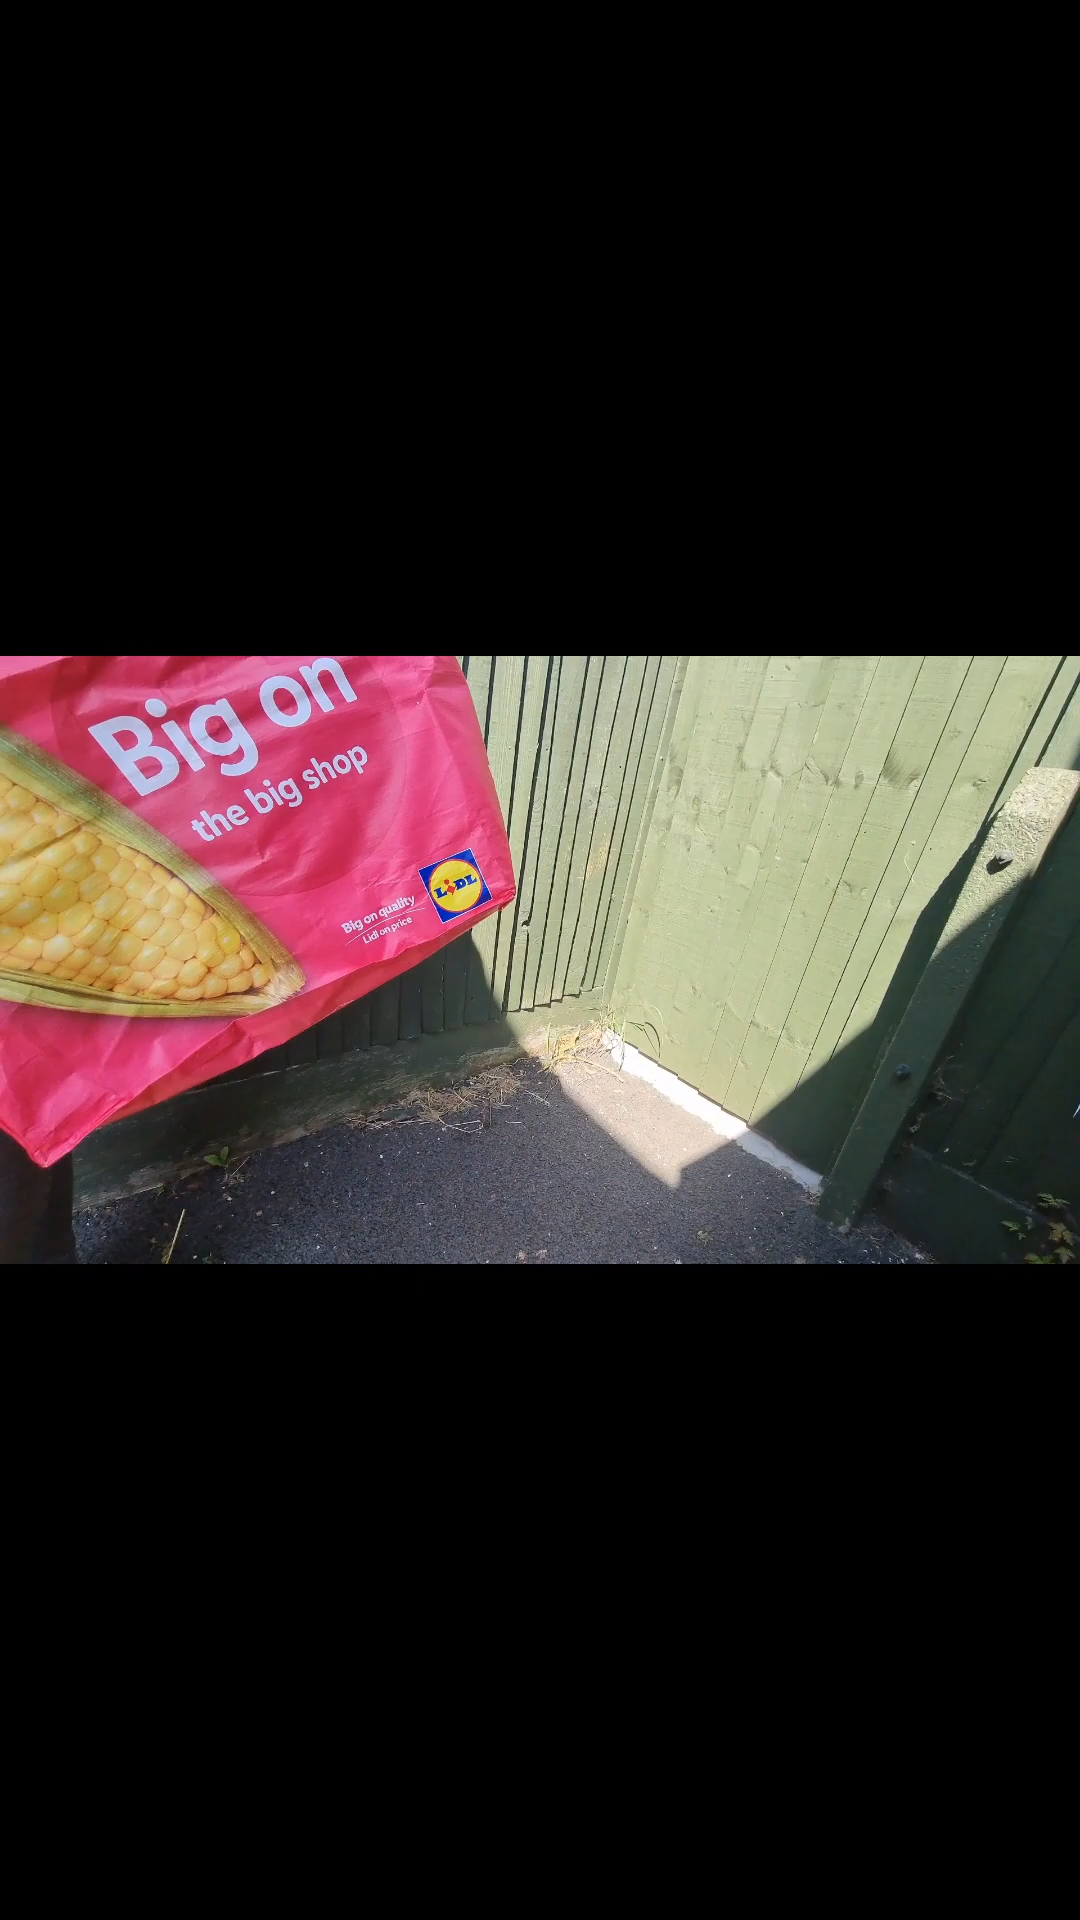 Big on
the big shop
Big on quality
Lidl on price
LIDL